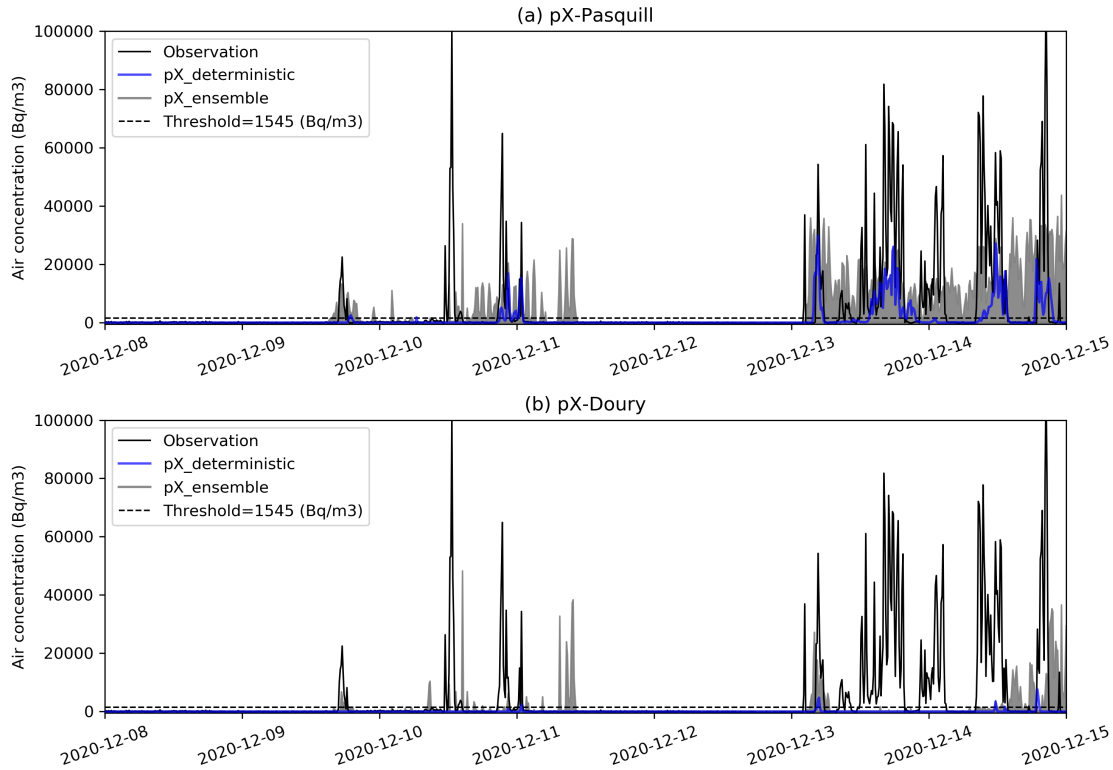 (a) pX-Pasquill
Air concentration (Bq/m3)
100000
80000
60000
40000
20000
0
Observation
pX_deterministic
pX_ensemble
Threshold=1545 (Bq/m3)
2020-12-08
2020-12-09
2020-12-10
2020-12-11
2020-12-12
2020-12-13
2020-12-14
2020-12-15
(b) pX-Doury
Air concentration (Bq/m3)
100000
80000
60000
40000
20000
0
Observation
pX_deterministic
pX_ensemble
Threshold=1545 (Bq/m3)
2020-12-08
2020-12-09
2020-12-10
2020-12-11
2020-12-12
2020-12-13
2020-12-14
2020-12-15